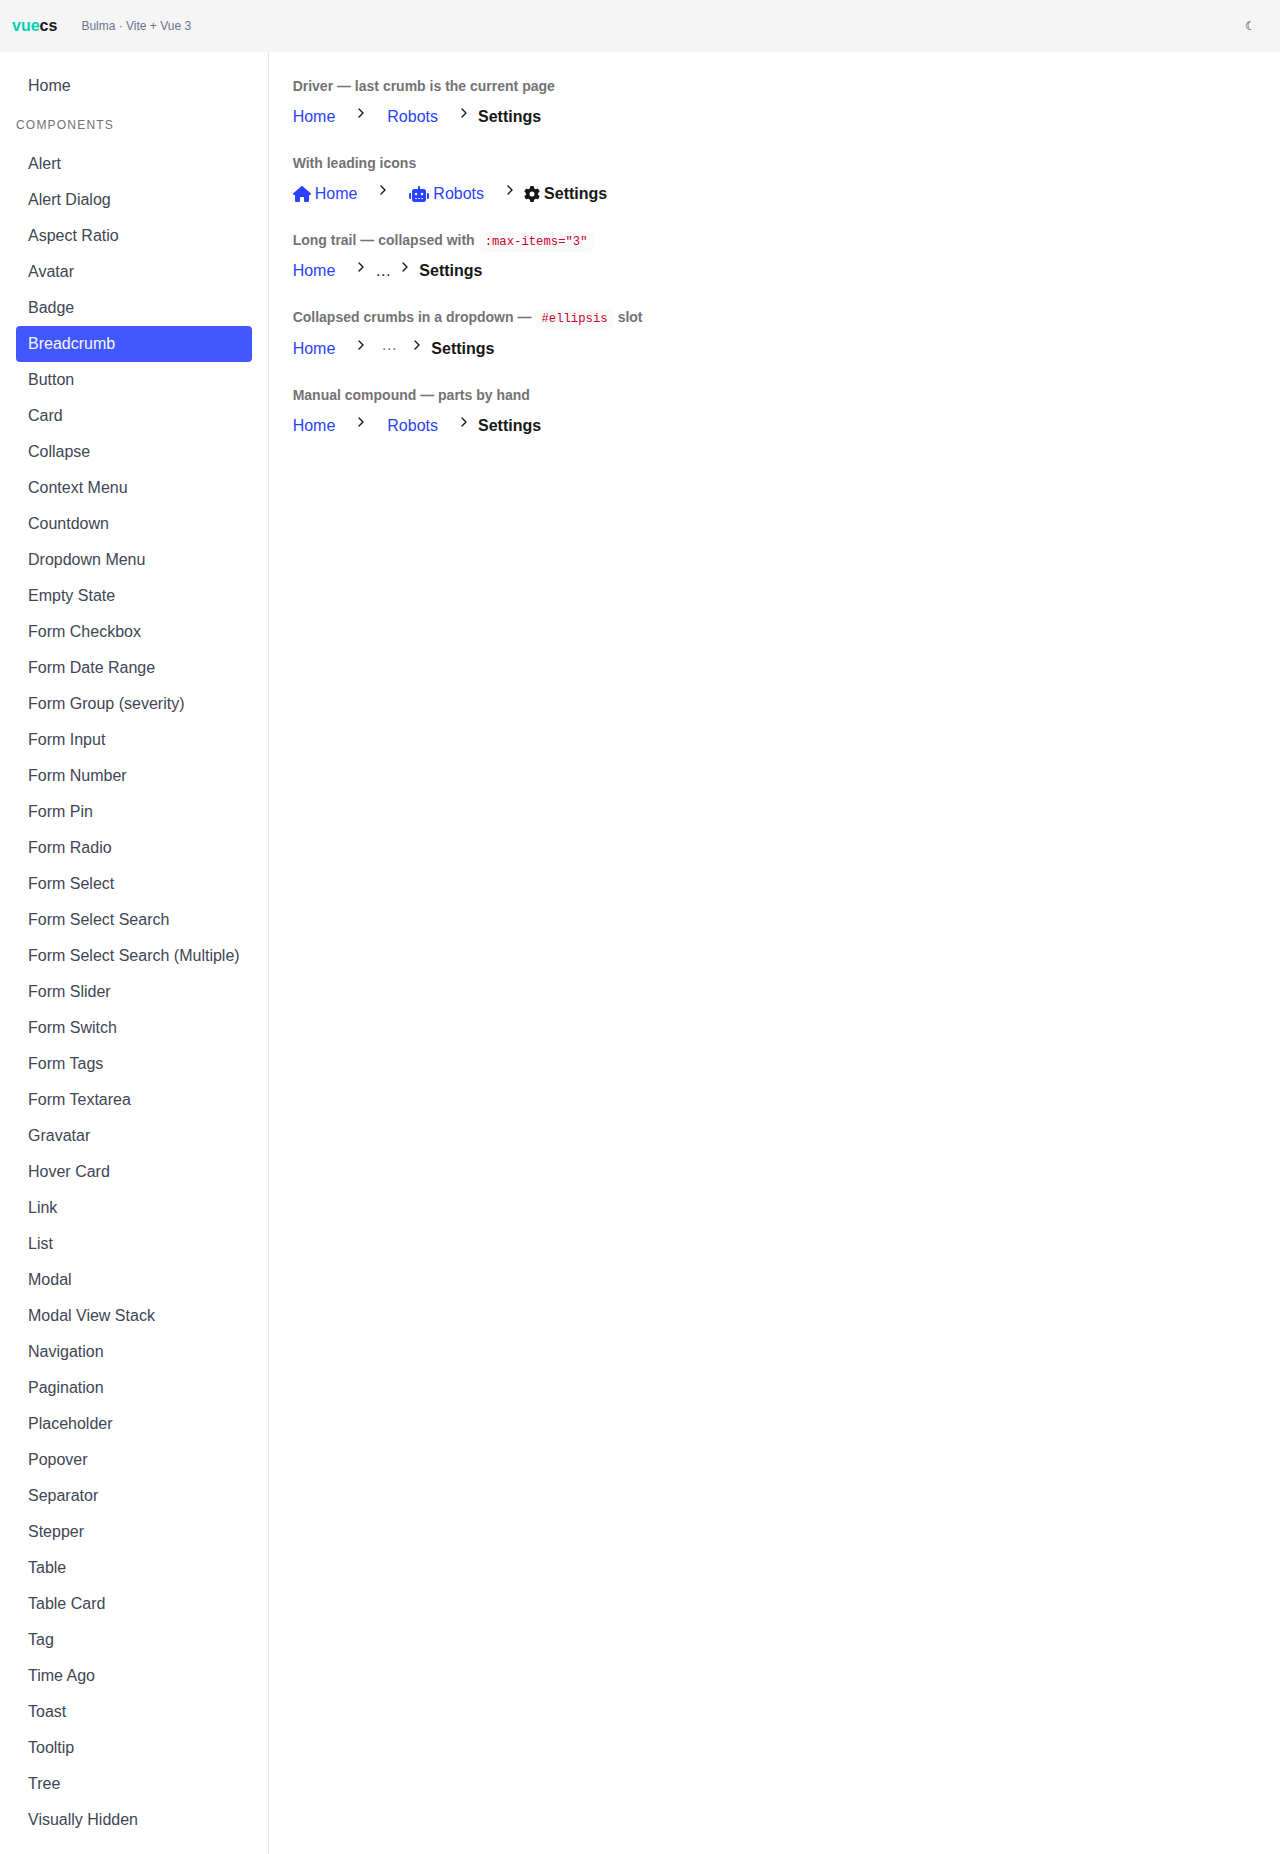 vuecs Bulma · Vite + Vue 3
Home
COMPONENTS
Alert
Alert Dialog
Aspect Ratio
Avatar
Badge
Breadcrumb
Button
Card
Collapse
Context Menu
Countdown
Dropdown Menu
Empty State
Form Checkbox
Form Date Range
Form Group (severity)
Form Input
Form Number
Form Pin
Form Radio
Form Select
Form Select Search
Form Select Search (Multiple)
Form Slider
Form Switch
Form Tags
Form Textarea
Gravatar
Hover Card
Link
List
Modal
Modal View Stack
Navigation
Pagination
Placeholder
Popover
Separator
Stepper
Table
Table Card
Tag
Time Ago
Toast
Tooltip
Tree
Visually Hidden
Driver — last crumb is the current page
Home > Robots > Settings
With leading icons
Home > Robots > Settings
Long trail — collapsed with :max-items="3"
Home > … > Settings
Collapsed crumbs in a dropdown — #ellipsis slot
Home > ··· > Settings
Manual compound — parts by hand
Home > Robots > Settings